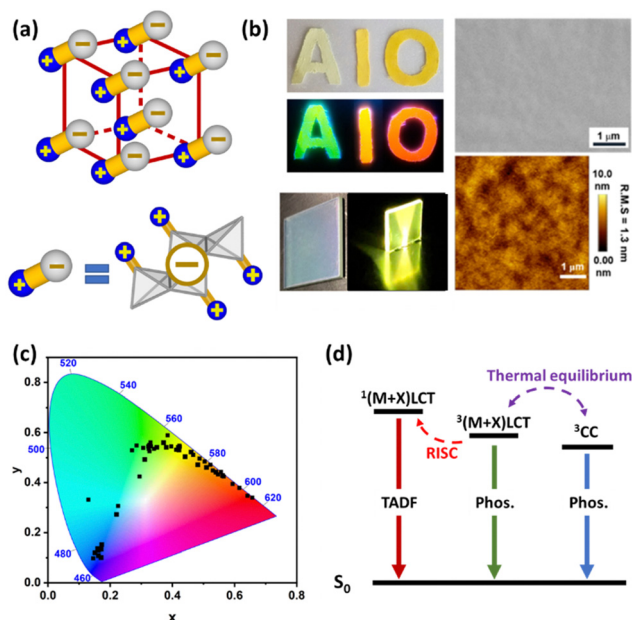 (a)
+ −
+ −
+ −
+ −
+ −
+ −
+ −
+ −
+ − = + + − + +
(b)
AIO
AIO
1 μm
10.0
nm
0.00
nm
R.M.S = 1.3 nm
1 μm
(c)
y
0.8
0.6
0.4
0.2
0.0
0.0 0.2 0.4 0.6 0.8
x
520
540
560
580
600
620
500
480
460
(d)
Thermal equilibrium
¹(M+X)LCT
³(M+X)LCT
³CC
RISC
TADF
Phos.
Phos.
S₀